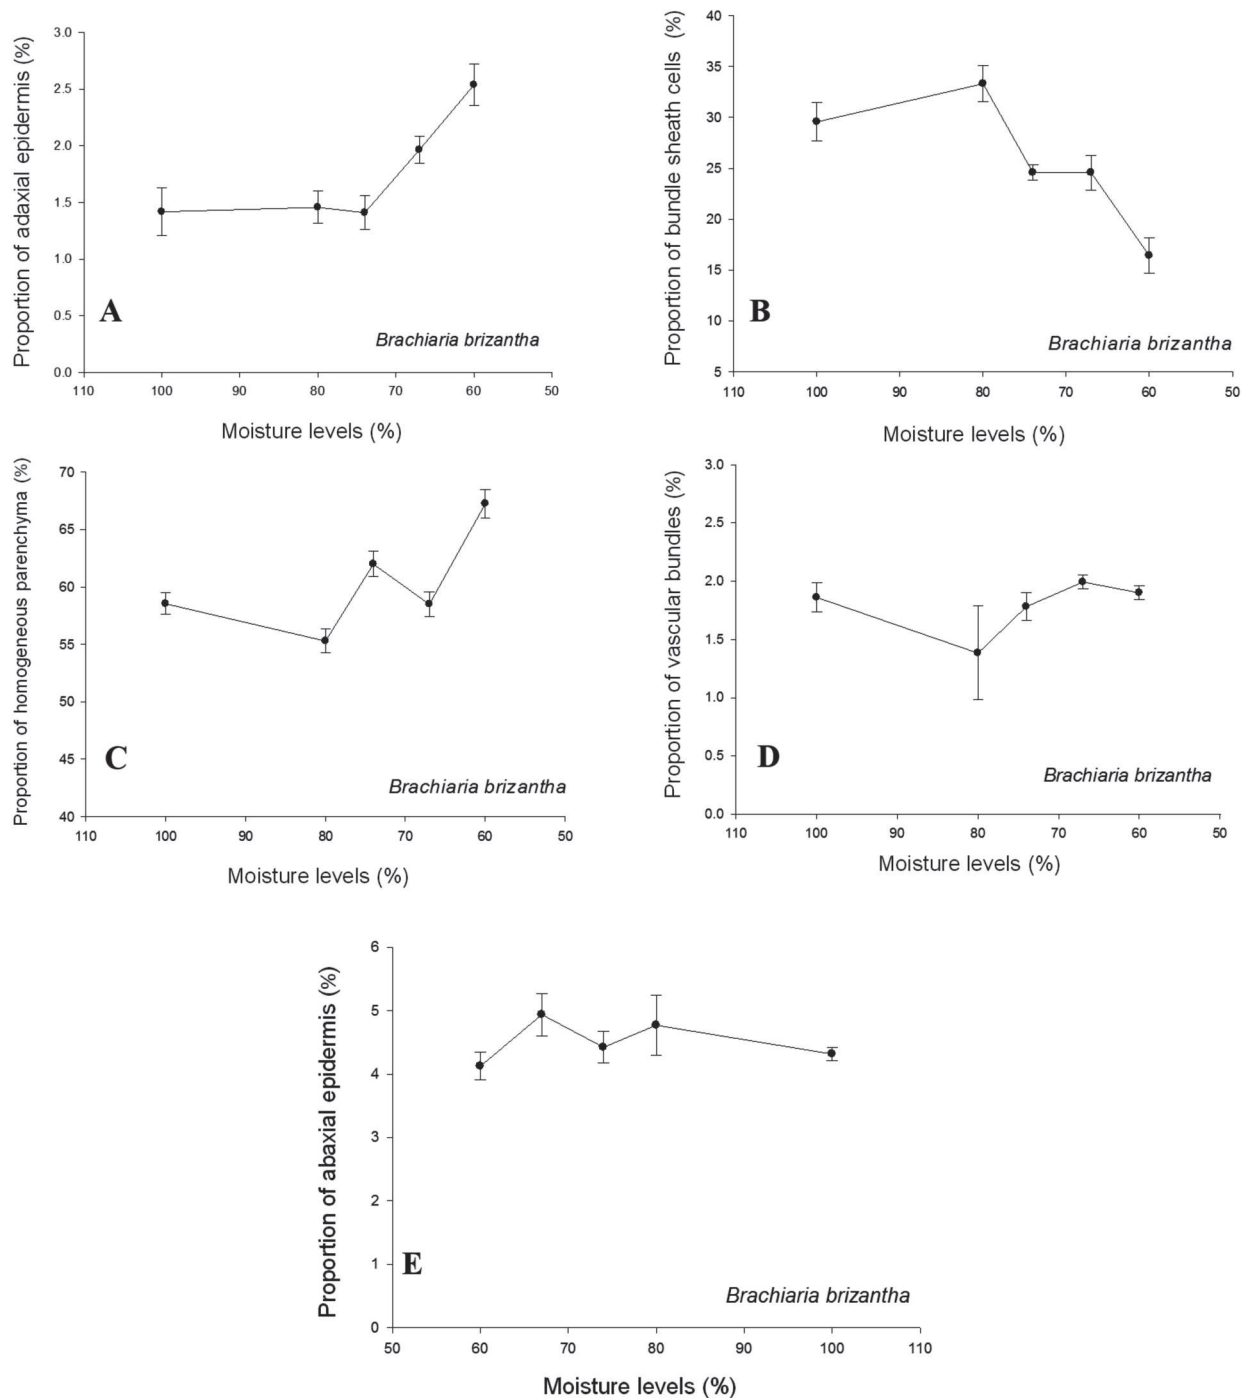 Proportion of adaxial epidermis (%)
3.0
2.5
2.0
1.5
1.0
0.5
0.0
A
Brachiaria brizantha
110 100 90 80 70 60 50
Moisture levels (%)
Proportion of bundle sheath cells (%)
40
35
30
25
20
15
10
5
B
Brachiaria brizantha
110 100 90 80 70 60 50
Moisture levels (%)
Proportion of homogeneous parenchyma (%)
70
65
60
55
50
45
40
C
Brachiaria brizantha
110 100 90 80 70 60 50
Moisture levels (%)
Proportion of vascular bundles (%)
3.0
2.5
2.0
1.5
1.0
0.5
0.0
D
Brachiaria brizantha
110 100 90 80 70 60 50
Moisture levels (%)
Proportion of abaxial epidermis (%)
6
5
4
3
2
1
0
E
Brachiaria brizantha
50 60 70 80 90 100 110
Moisture levels (%)